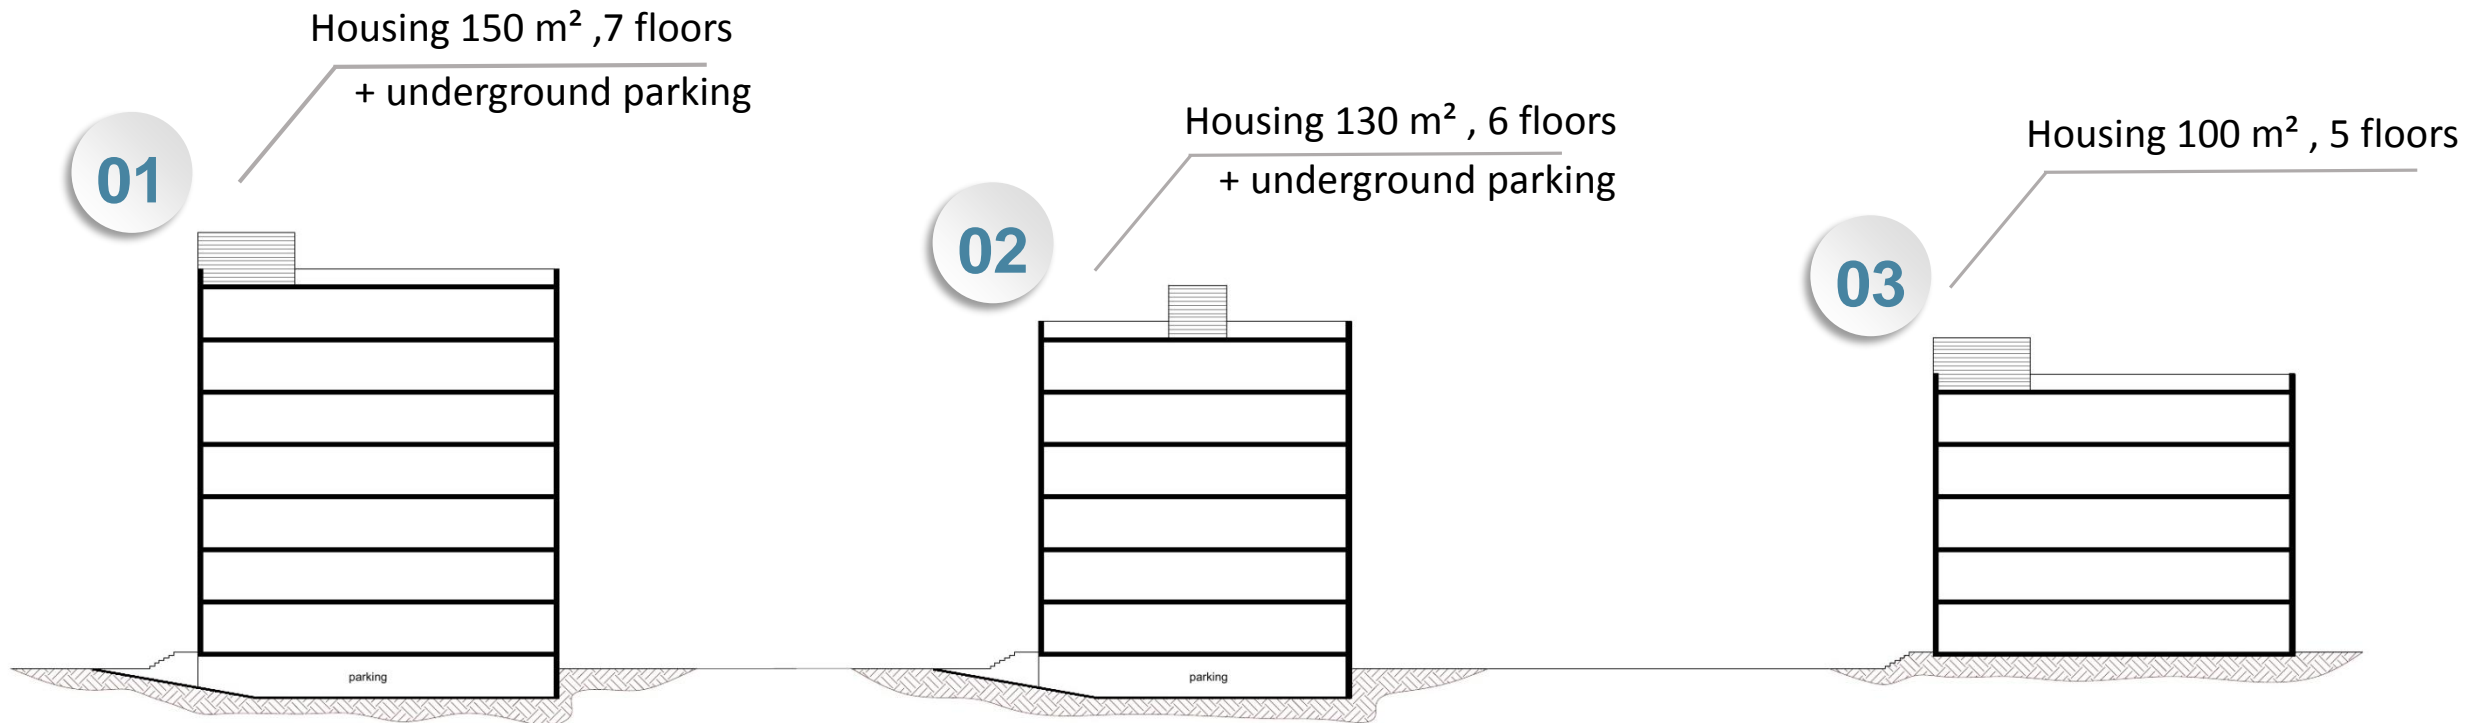 Housing 150 m² ,7 floors
+ underground parking
01
parking
Housing 130 m² , 6 floors
+ underground parking
02
parking
Housing 100 m² , 5 floors
03